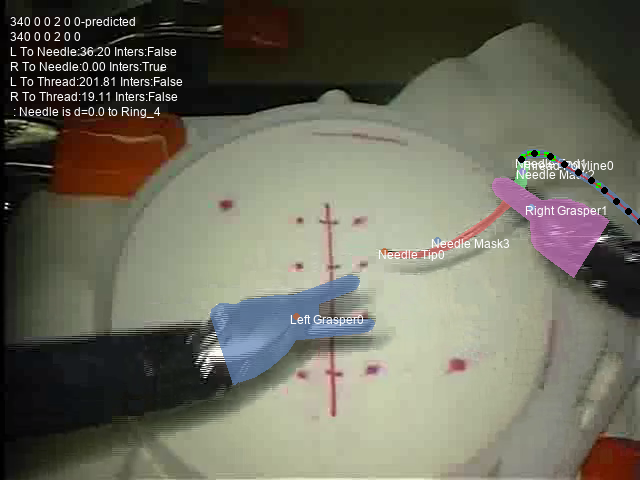 340 0 0 2 0 0-predicted
340 0 0 2 0 0
L To Needle:36.20 Inters:False
R To Needle:0.00 Inters:True
L To Thread:201.81 Inters:False
R To Thread:19.11 Inters:False
: Needle is d=0.0 to Ring_4
Right Grasper1
Needle Mask3
Needle Tip0
Left Grasper0